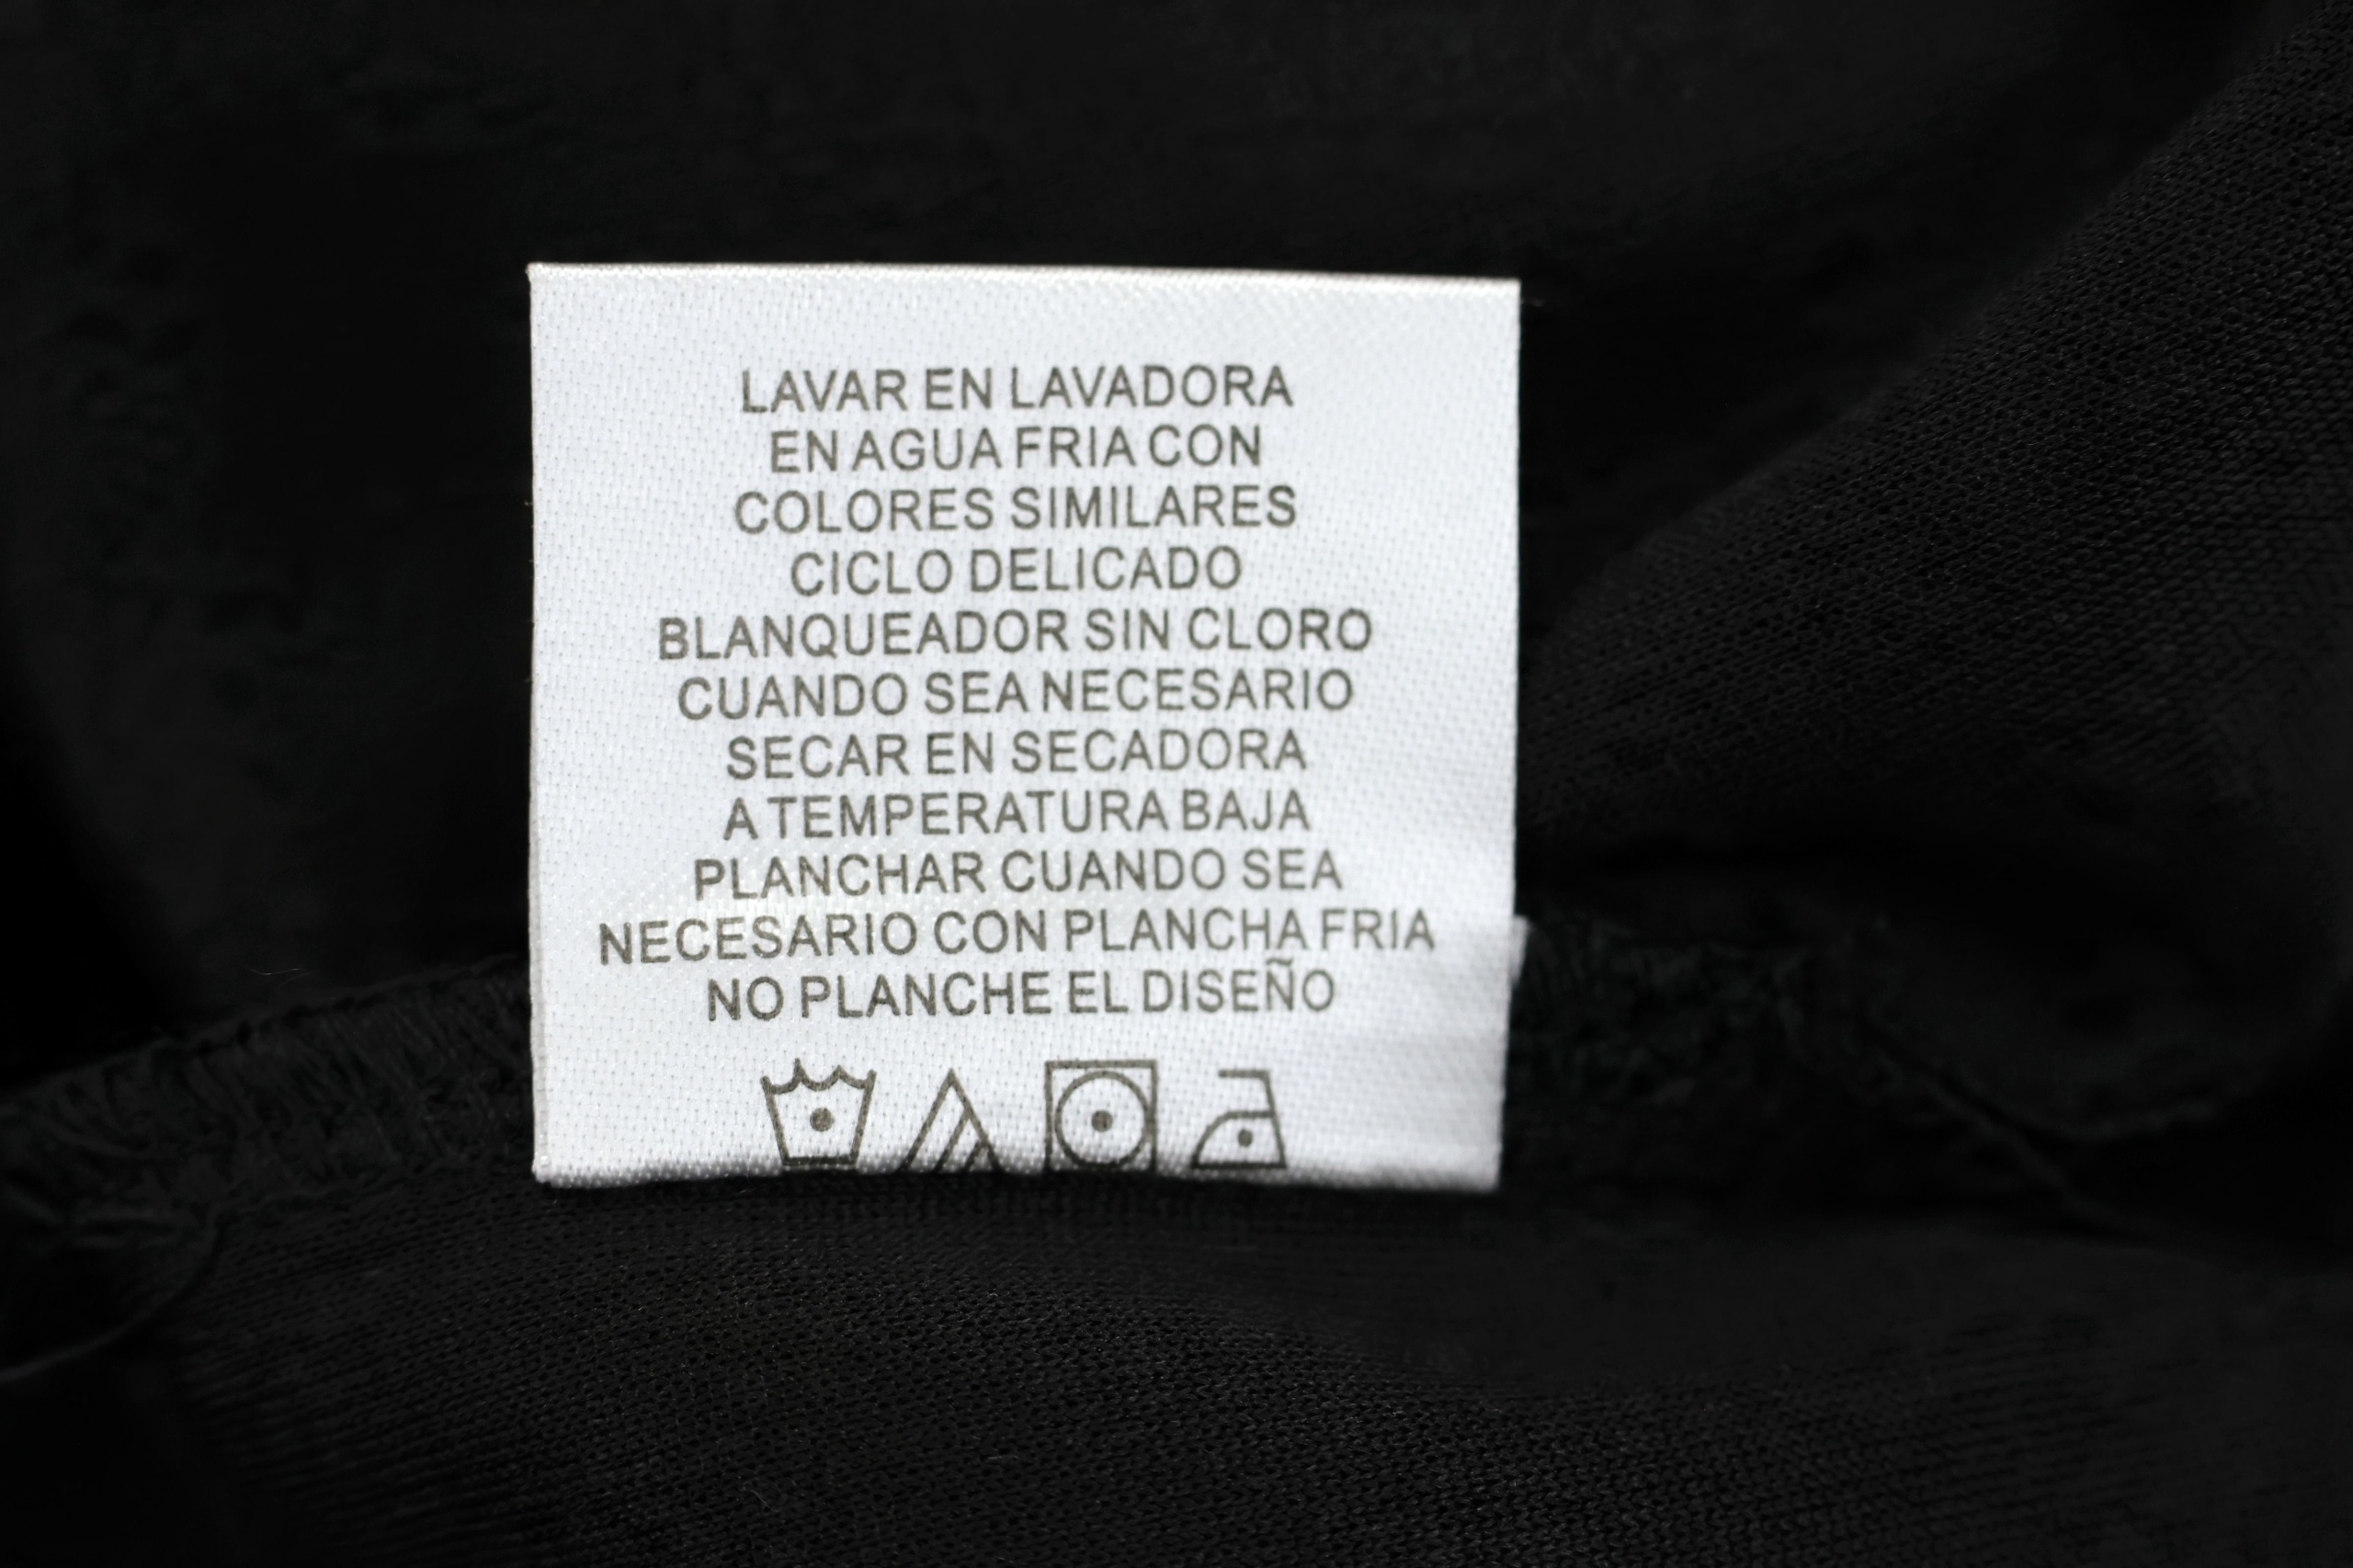 LAVAR EN LAVADORA
EN AGUA FRIA CON
COLORES SIMILARES
CICLO DELICADO
BLANQUEADOR SIN CLORO
CUANDO SEA NECESARIO
SECAR EN SECADORA
A TEMPERATURA BAJA
PLANCHAR CUANDO SEA
NECESARIO CON PLANCHA FRIA
NO PLANCHE EL DISEÑO